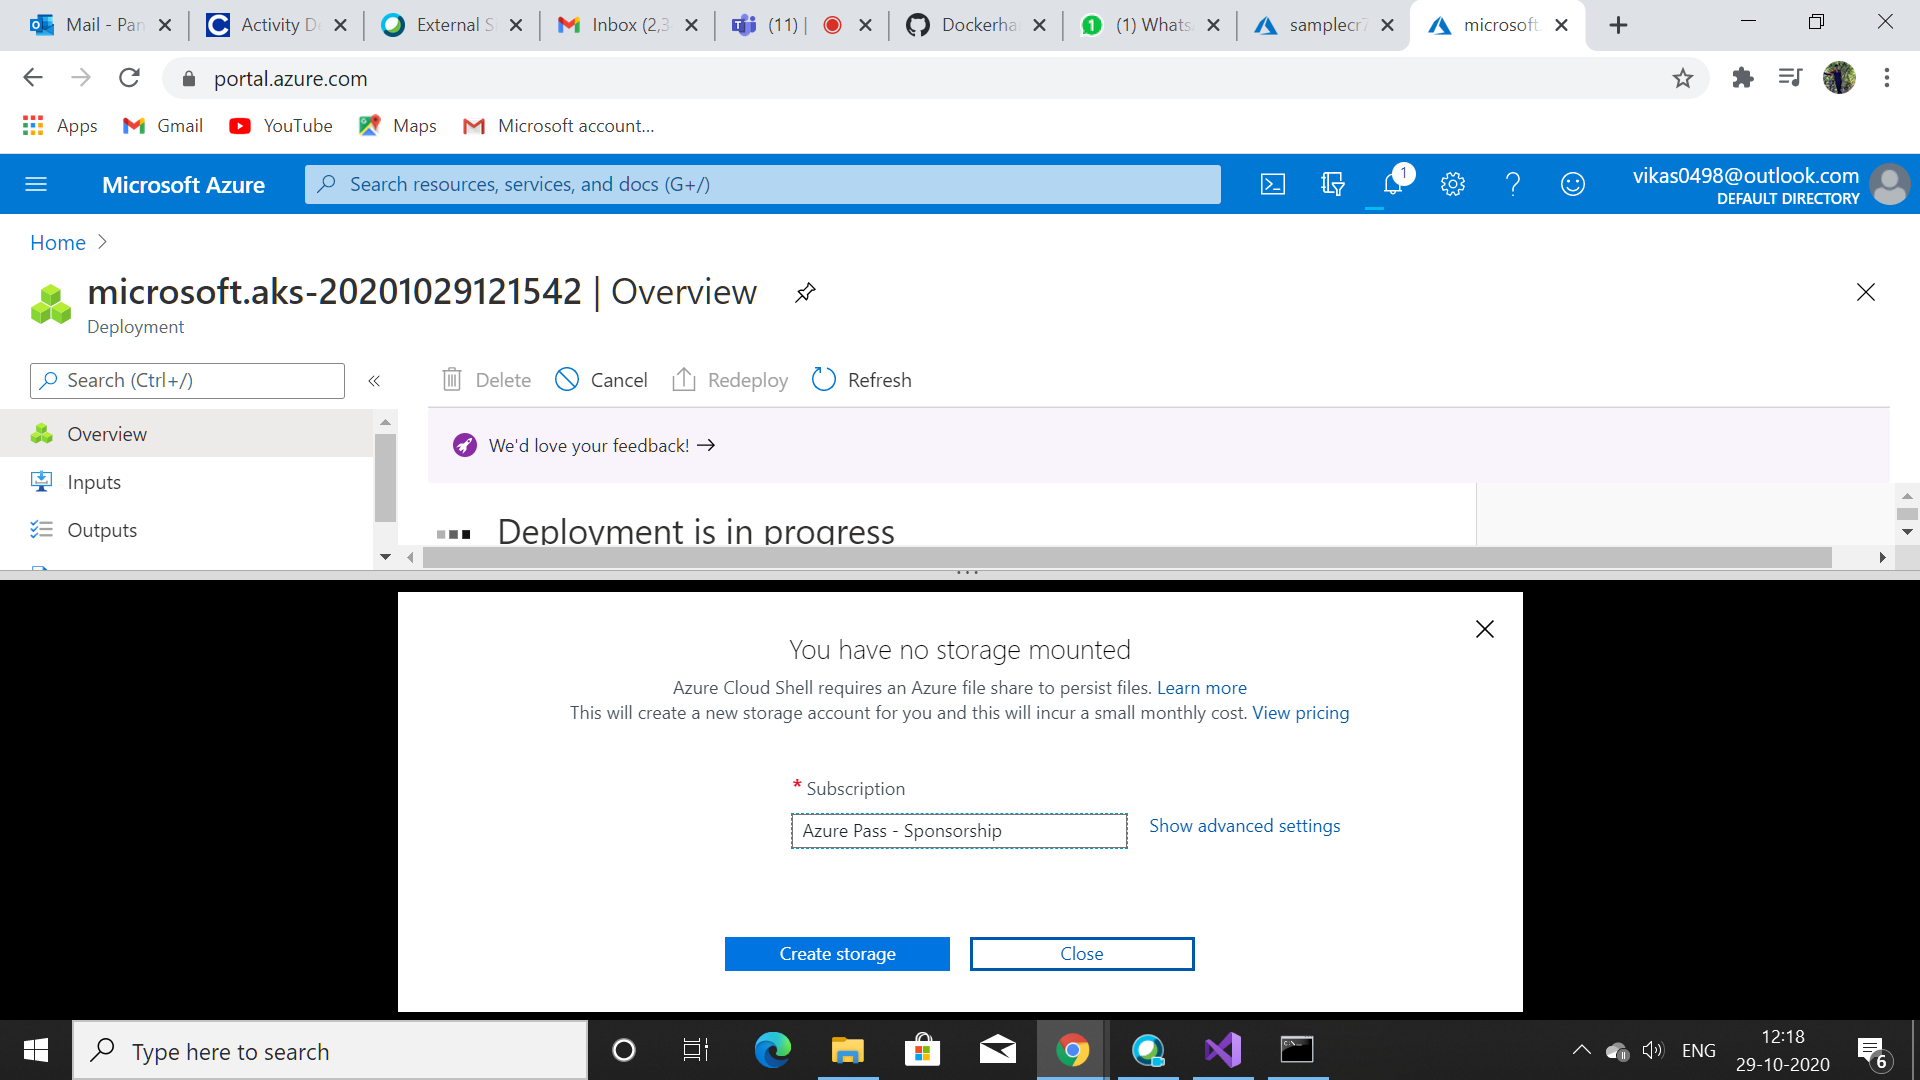 Mail - Pan
Activity De
External S
Inbox (2,3
(11) |
Dockerha
(1) Whats
samplecr7
microsoft.
portal.azure.com
Apps
Gmail
YouTube
Maps
Microsoft account...
Microsoft Azure
Search resources, services, and docs (G+/)
1
vikas0498@outlook.com
DEFAULT DIRECTORY
Home
microsoft.aks-20201029121542 | Overview
Deployment
Search (Ctrl+/)
Delete
Cancel
Redeploy
Refresh
Overview
We'd love your feedback! →
Inputs
Outputs
Deployment is in progress
You have no storage mounted
Azure Cloud Shell requires an Azure file share to persist files. Learn more
This will create a new storage account for you and this will incur a small monthly cost. View pricing
* Subscription
Azure Pass - Sponsorship
Show advanced settings
Create storage
Close
Type here to search
ENG
12:18
29-10-2020
6